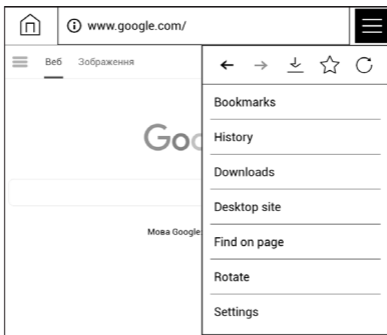 www.google.com/
Веб Зображення
Goo
Мова Google
Bookmarks
History
Downloads
Desktop site
Find on page
Rotate
Settings